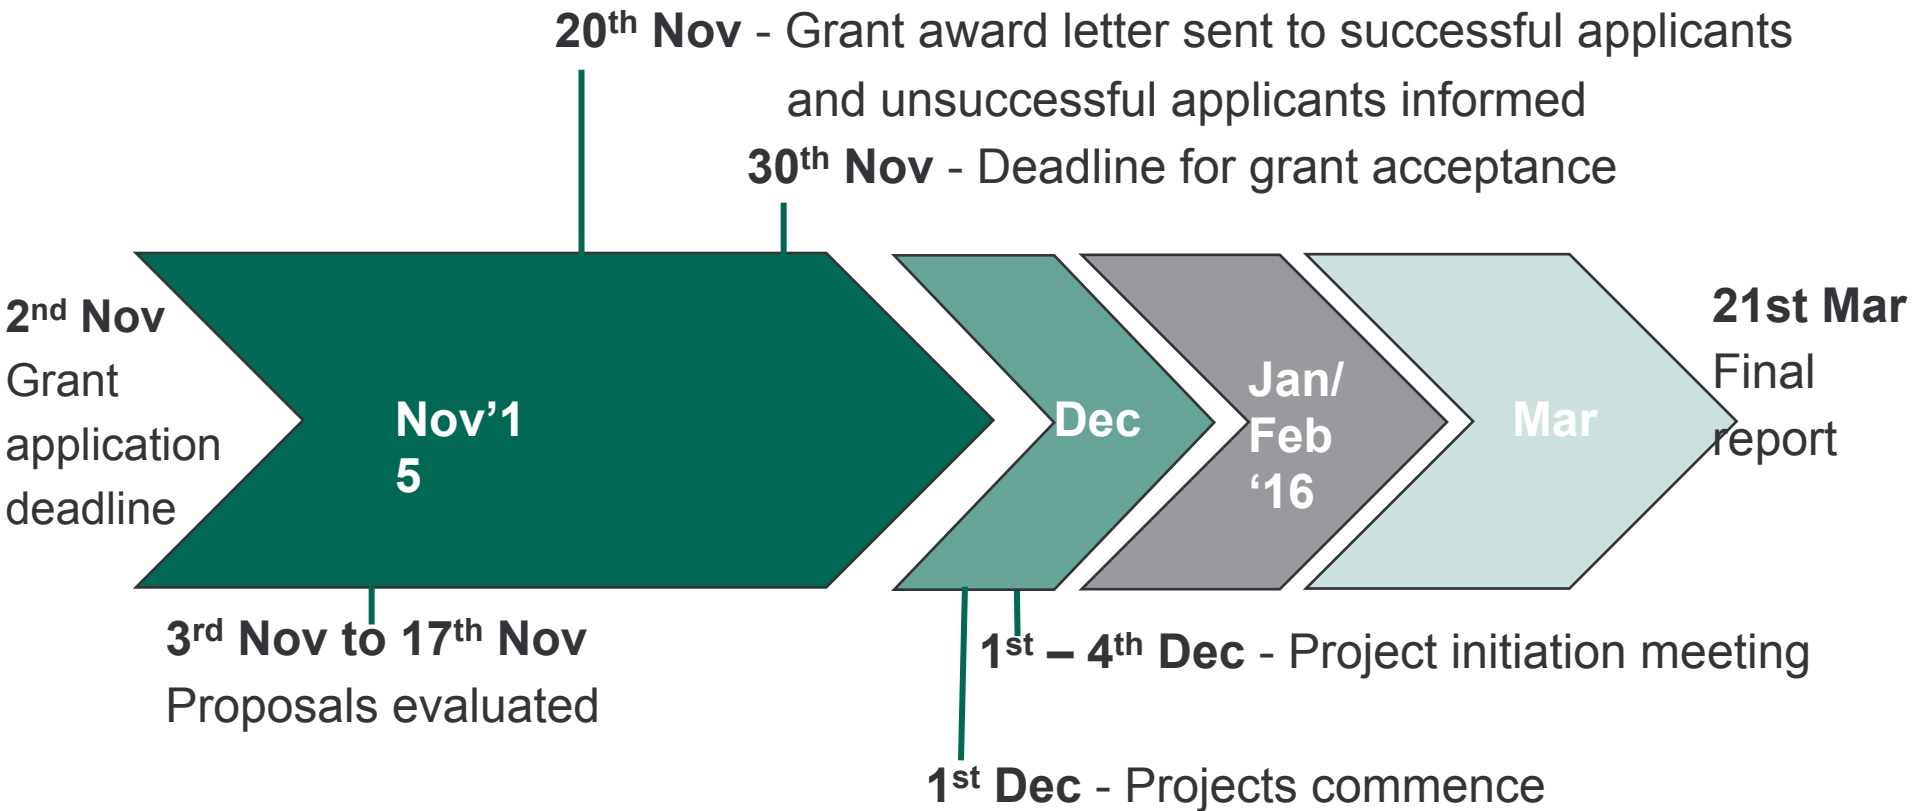 20th Nov - Grant award letter sent to successful applicants
and unsuccessful applicants informed
30th Nov - Deadline for grant acceptance
2nd Nov
Grant
application
deadline
Nov’1
5
Dec
Jan/
Feb
‘16
Mar
21st Mar
Final
report
3rd Nov to 17th Nov
Proposals evaluated
1st – 4th Dec - Project initiation meeting
1st Dec - Projects commence